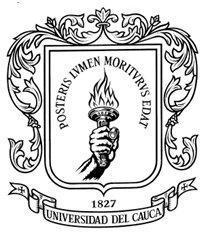 POSTERIS LVMEN MORITVRVS EDAT
1827
UNIVERSIDAD DEL CAUCA